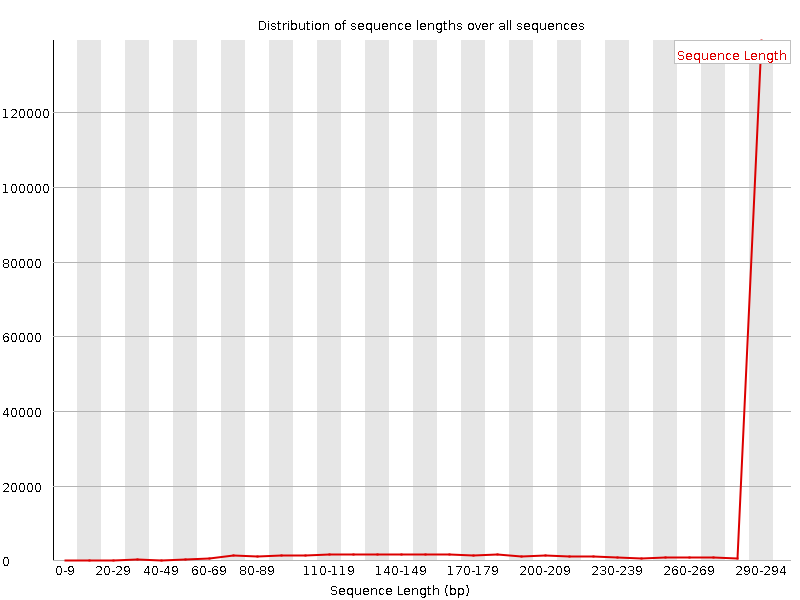 Distribution of sequence lengths over all sequences
Sequence Length
120000
100000
80000
60000
40000
20000
0
0-9 20-29 40-49 60-69 80-89 110-119 140-149 170-179 200-209 230-239 260-269 290-294
Sequence Length (bp)